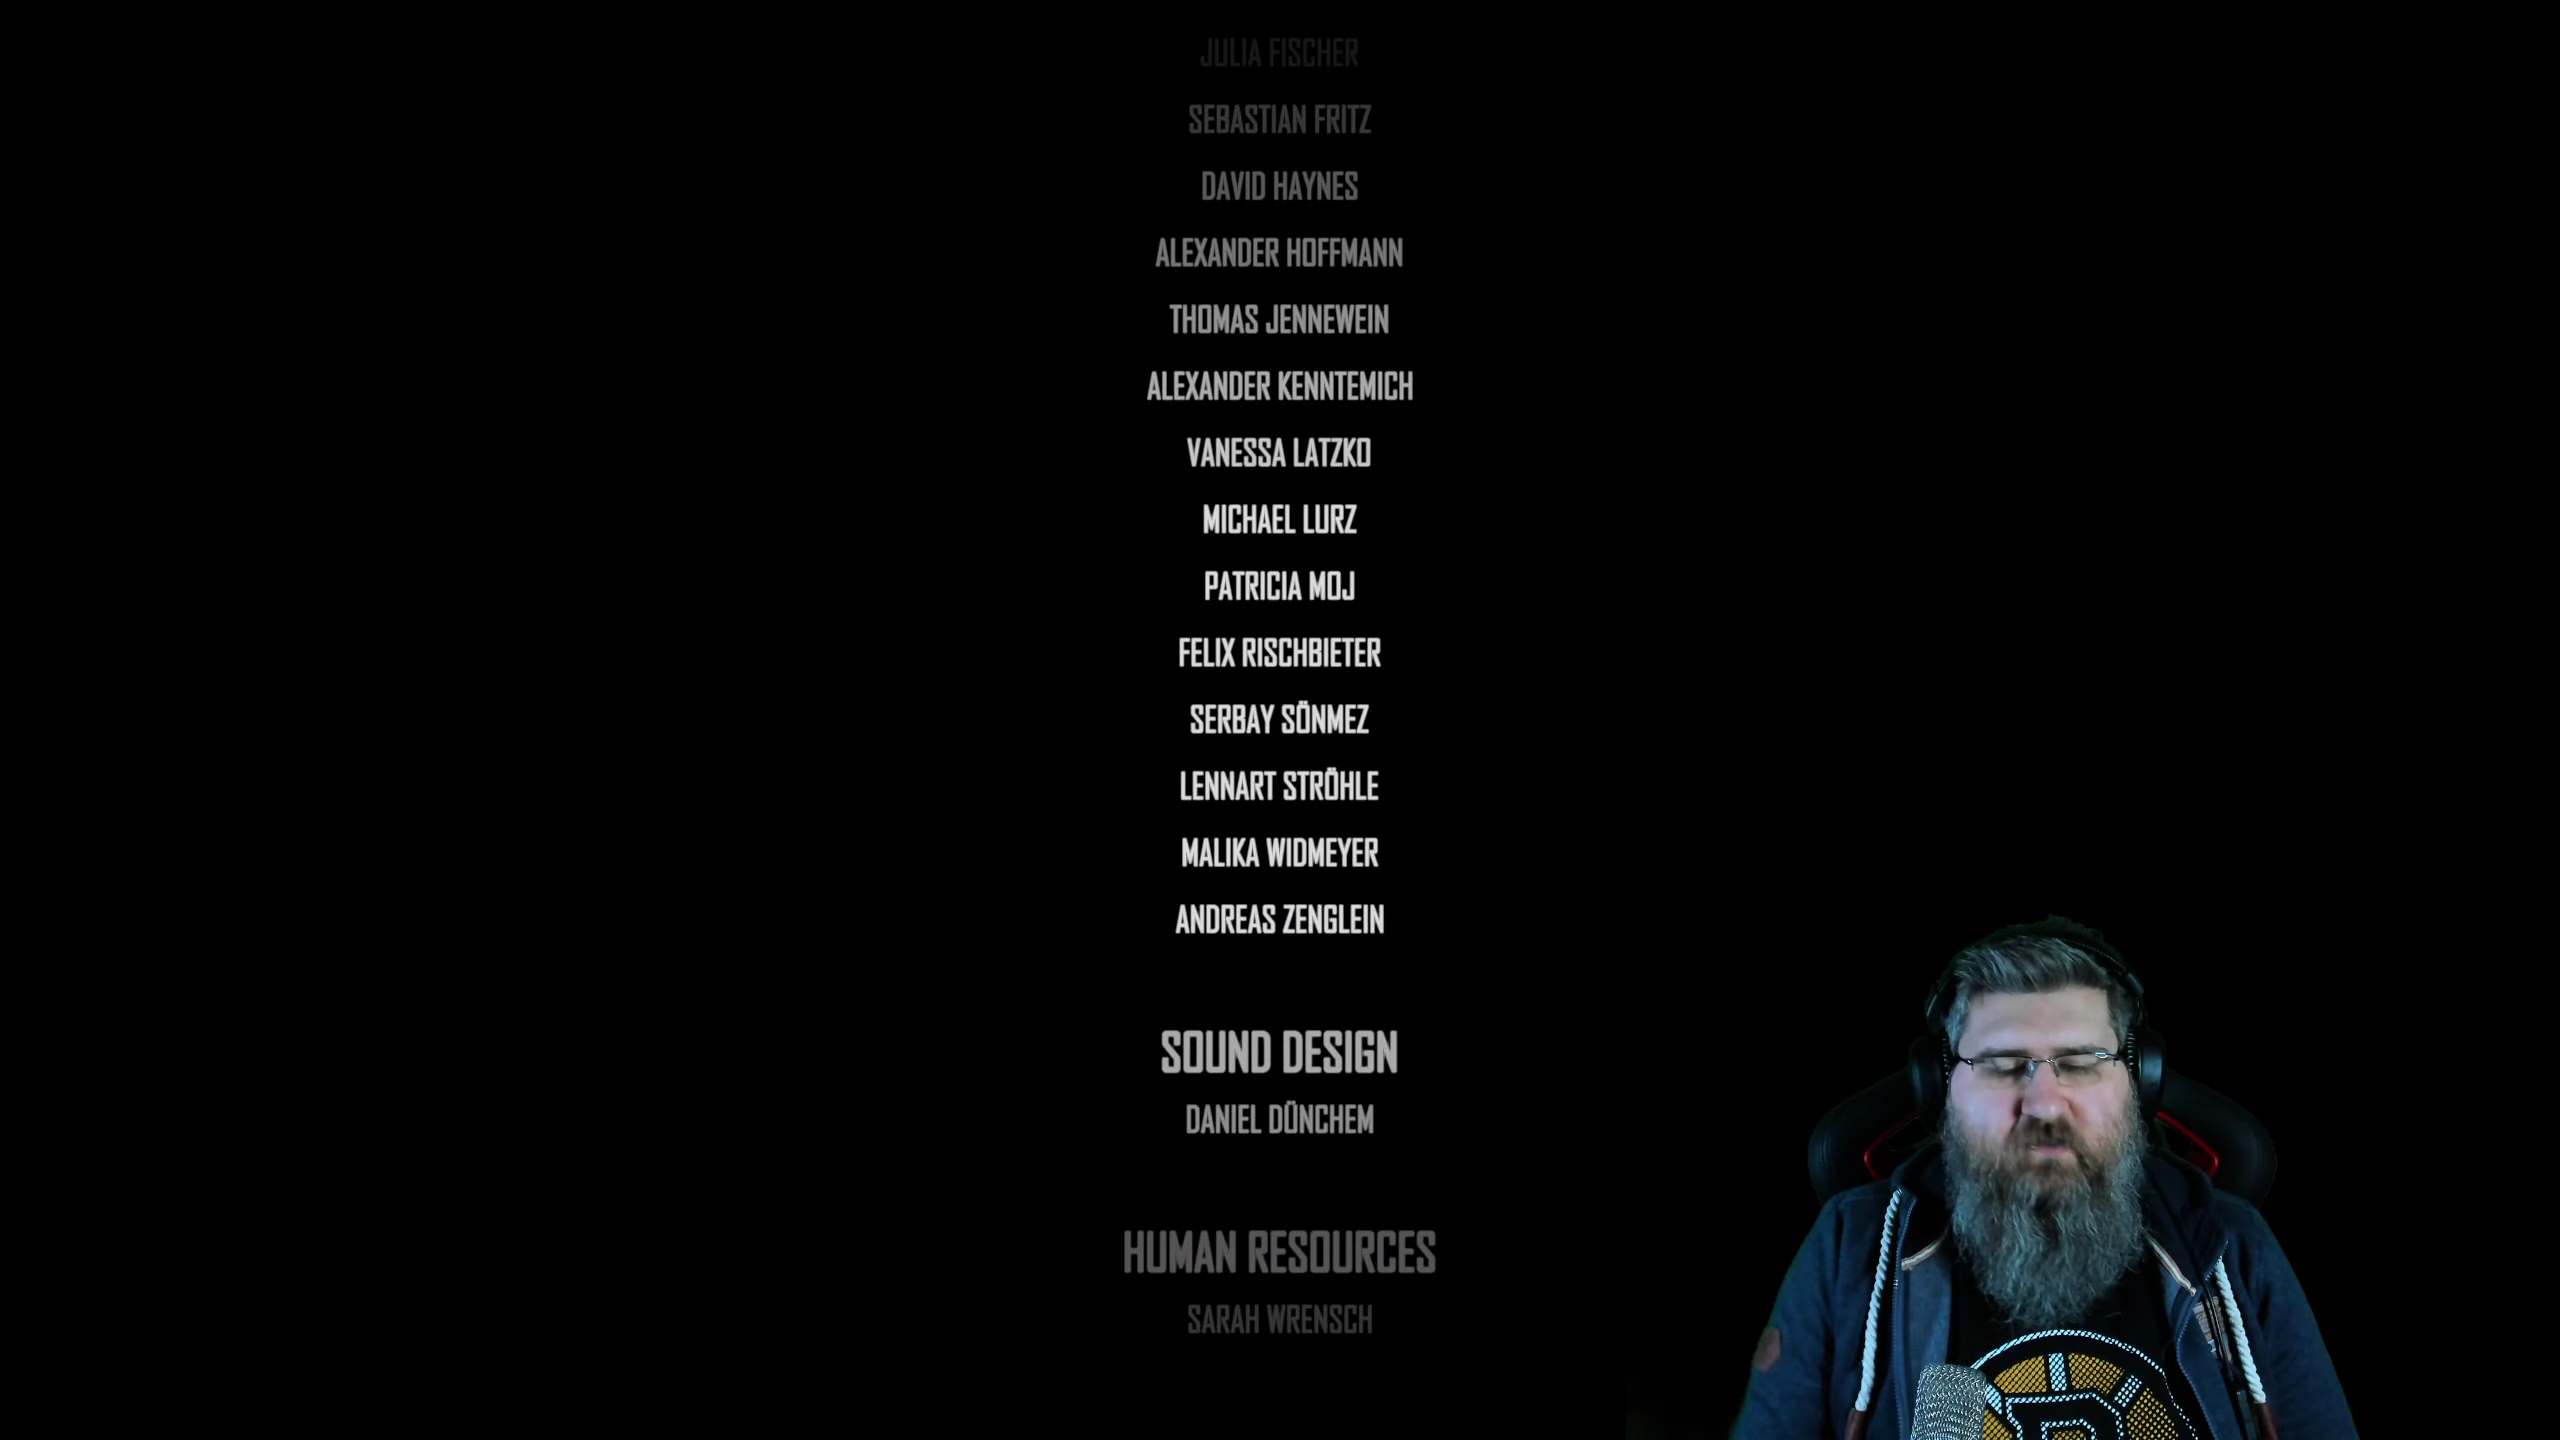 JULIA FISCHER
SEBASTIAN FRITZ
DAVID HAYNES
ALEXANDER HOFFMANN
THOMAS JENNEWEIN
ALEXANDER KENNTEMICH
VANESSA LATZKO
MICHAEL LURZ
PATRICIA MOJ
FELIX RISCHBIETER
SERBAY SÖNMEZ
LENNART STRÖHLE
MALIKA WIDMEYER
ANDREAS ZENGLEIN
SOUND DESIGN
DANIEL DÜNCHEM
HUMAN RESOURCES
SARAH WRENSCH
B